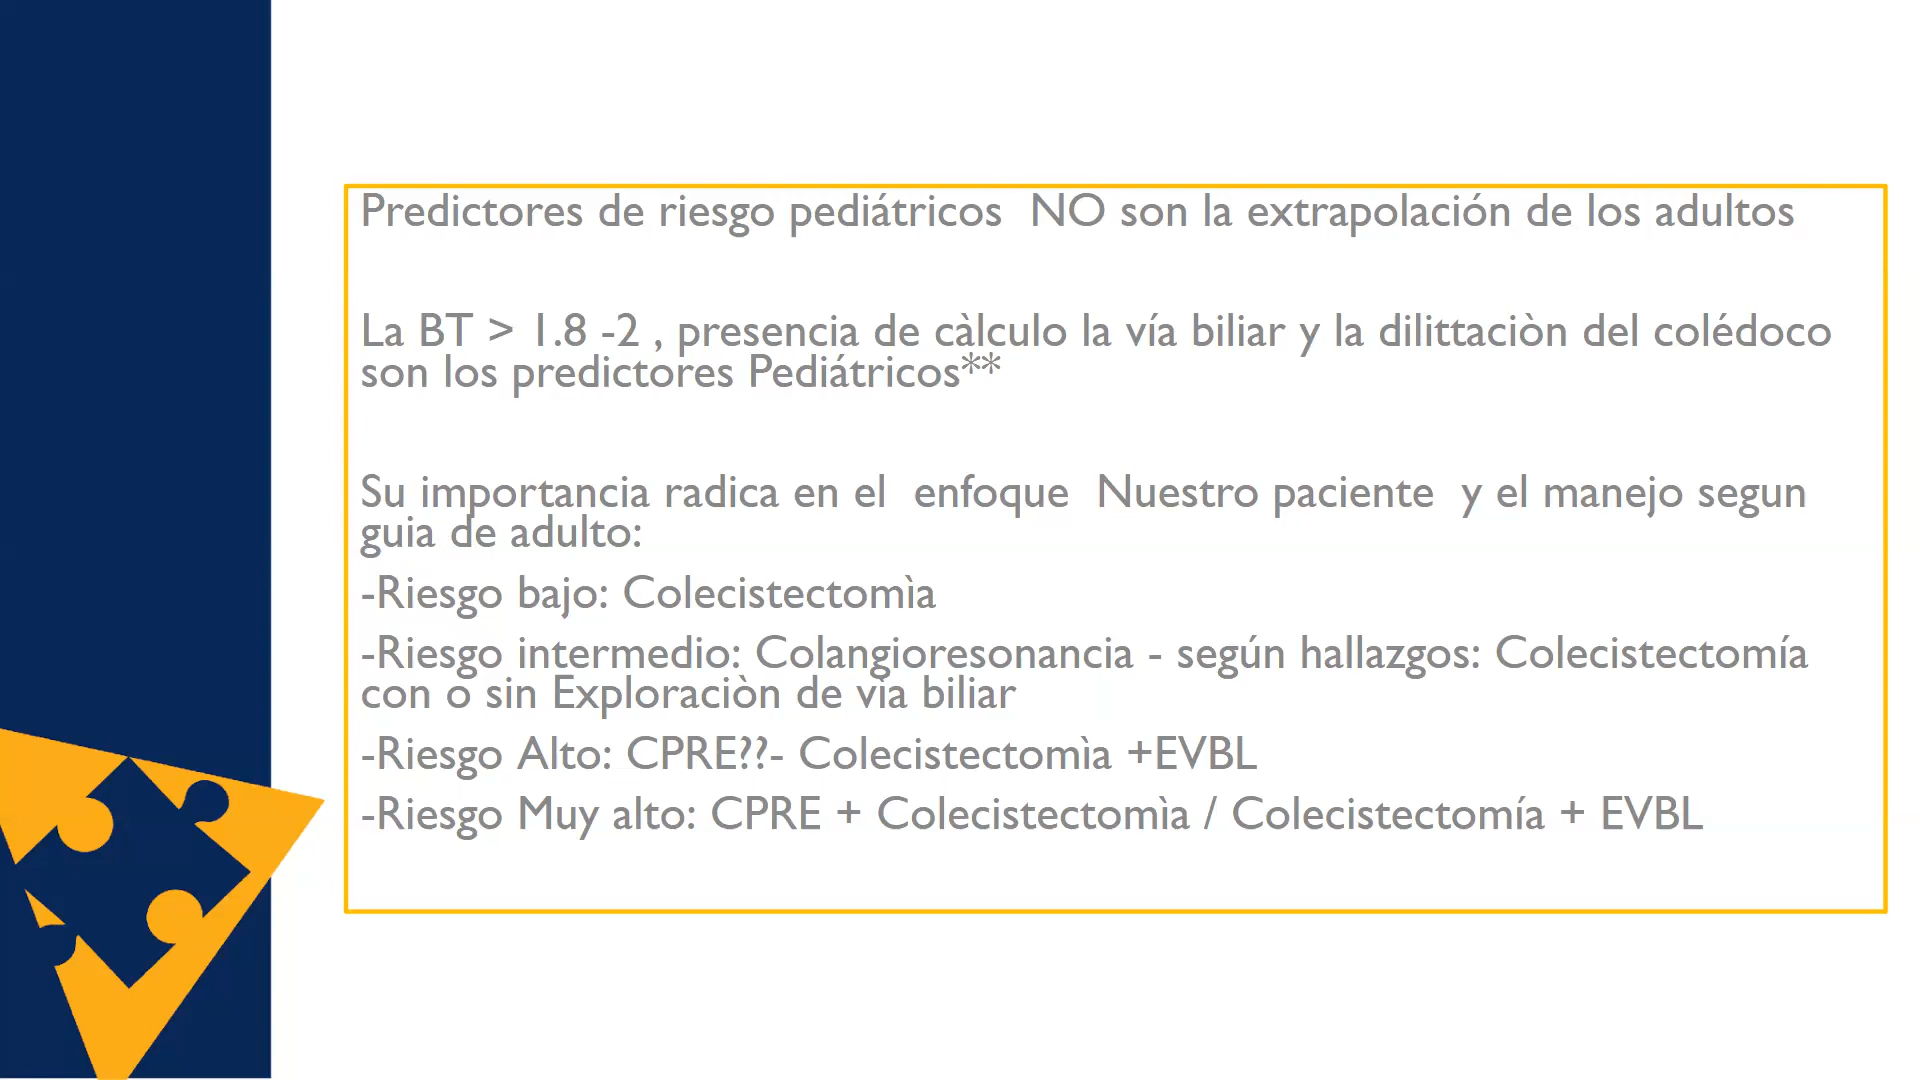 Predictores de riesgo pediátricos  NO son la extrapolación de los adultos
La BT > 1.8 -2 , presencia de càlculo la vía biliar y la dilittaciòn del colédoco
son los predictores Pediátricos**
Su importancia radica en el  enfoque  Nuestro paciente  y el manejo segun
guia de adulto:
-Riesgo bajo: Colecistectomìa
-Riesgo intermedio: Colangioresonancia - según hallazgos: Colecistectomía
con o sin Exploraciòn de vìa biliar
-Riesgo Alto: CPRE??- Colecistectomìa +EVBL
-Riesgo Muy alto: CPRE + Colecistectomìa / Colecistectomía + EVBL